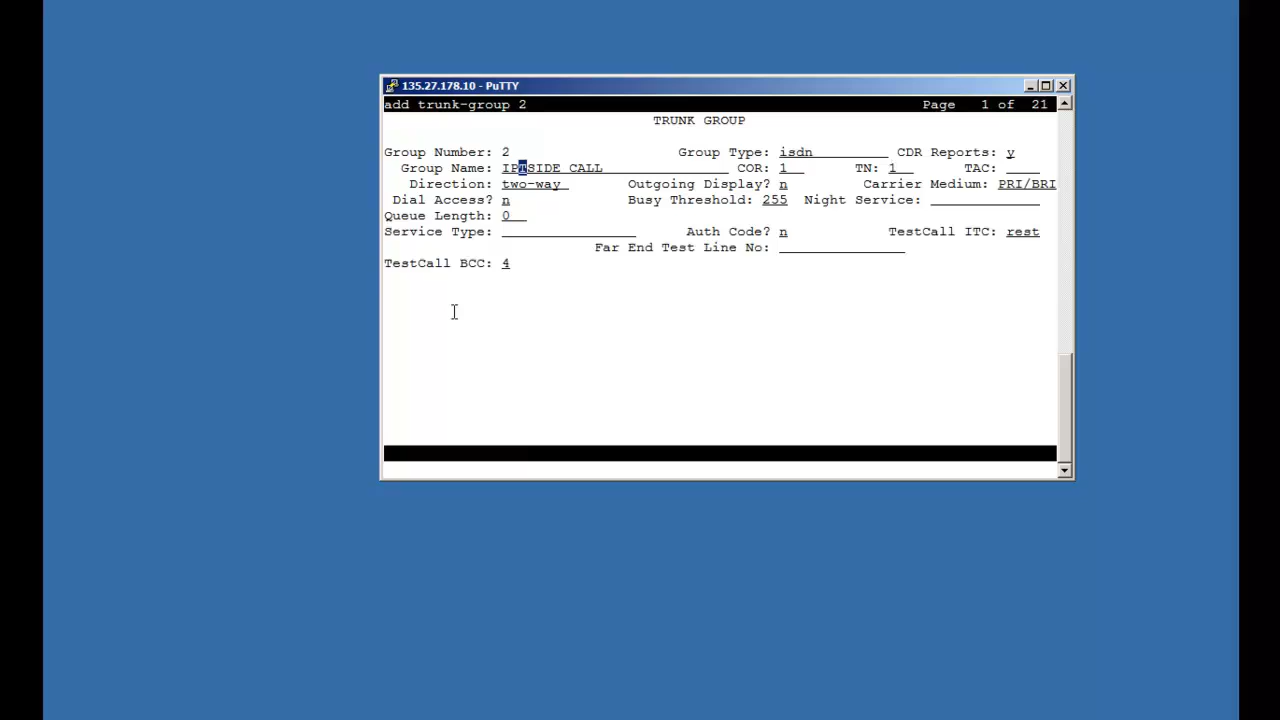 135.27.178.10 - PuTTY
add trunk-group 2 Page 1 of 21
TRUNK GROUP
Group Number: 2 Group Type: isdn CDR Reports: y
Group Name: IPTSIDE CALL COR: 1 TN: 1 TAC:
Direction: two-way Outgoing Display? n Carrier Medium: PRI/BRI
Dial Access? n Busy Threshold: 255 Night Service:
Queue Length: 0
Service Type: Auth Code? n TestCall ITC: rest
Far End Test Line No:
TestCall BCC: 4